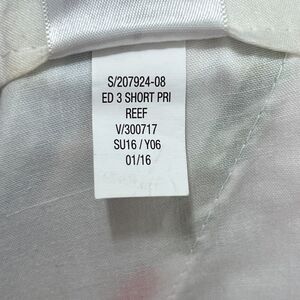 S/207924-08
ED 3 SHORT PRI
REEF
V/300717
SU16 / Y06
01/16